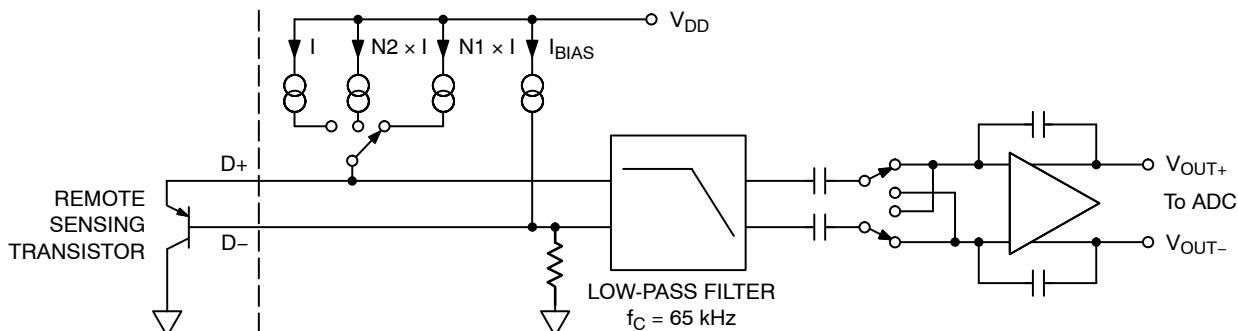 V_DD
I
N2 × I
N1 × I
I_BIAS
D+
REMOTE
SENSING
TRANSISTOR
D−
LOW-PASS FILTER
f_C = 65 kHz
V_OUT+
To ADC
V_OUT−